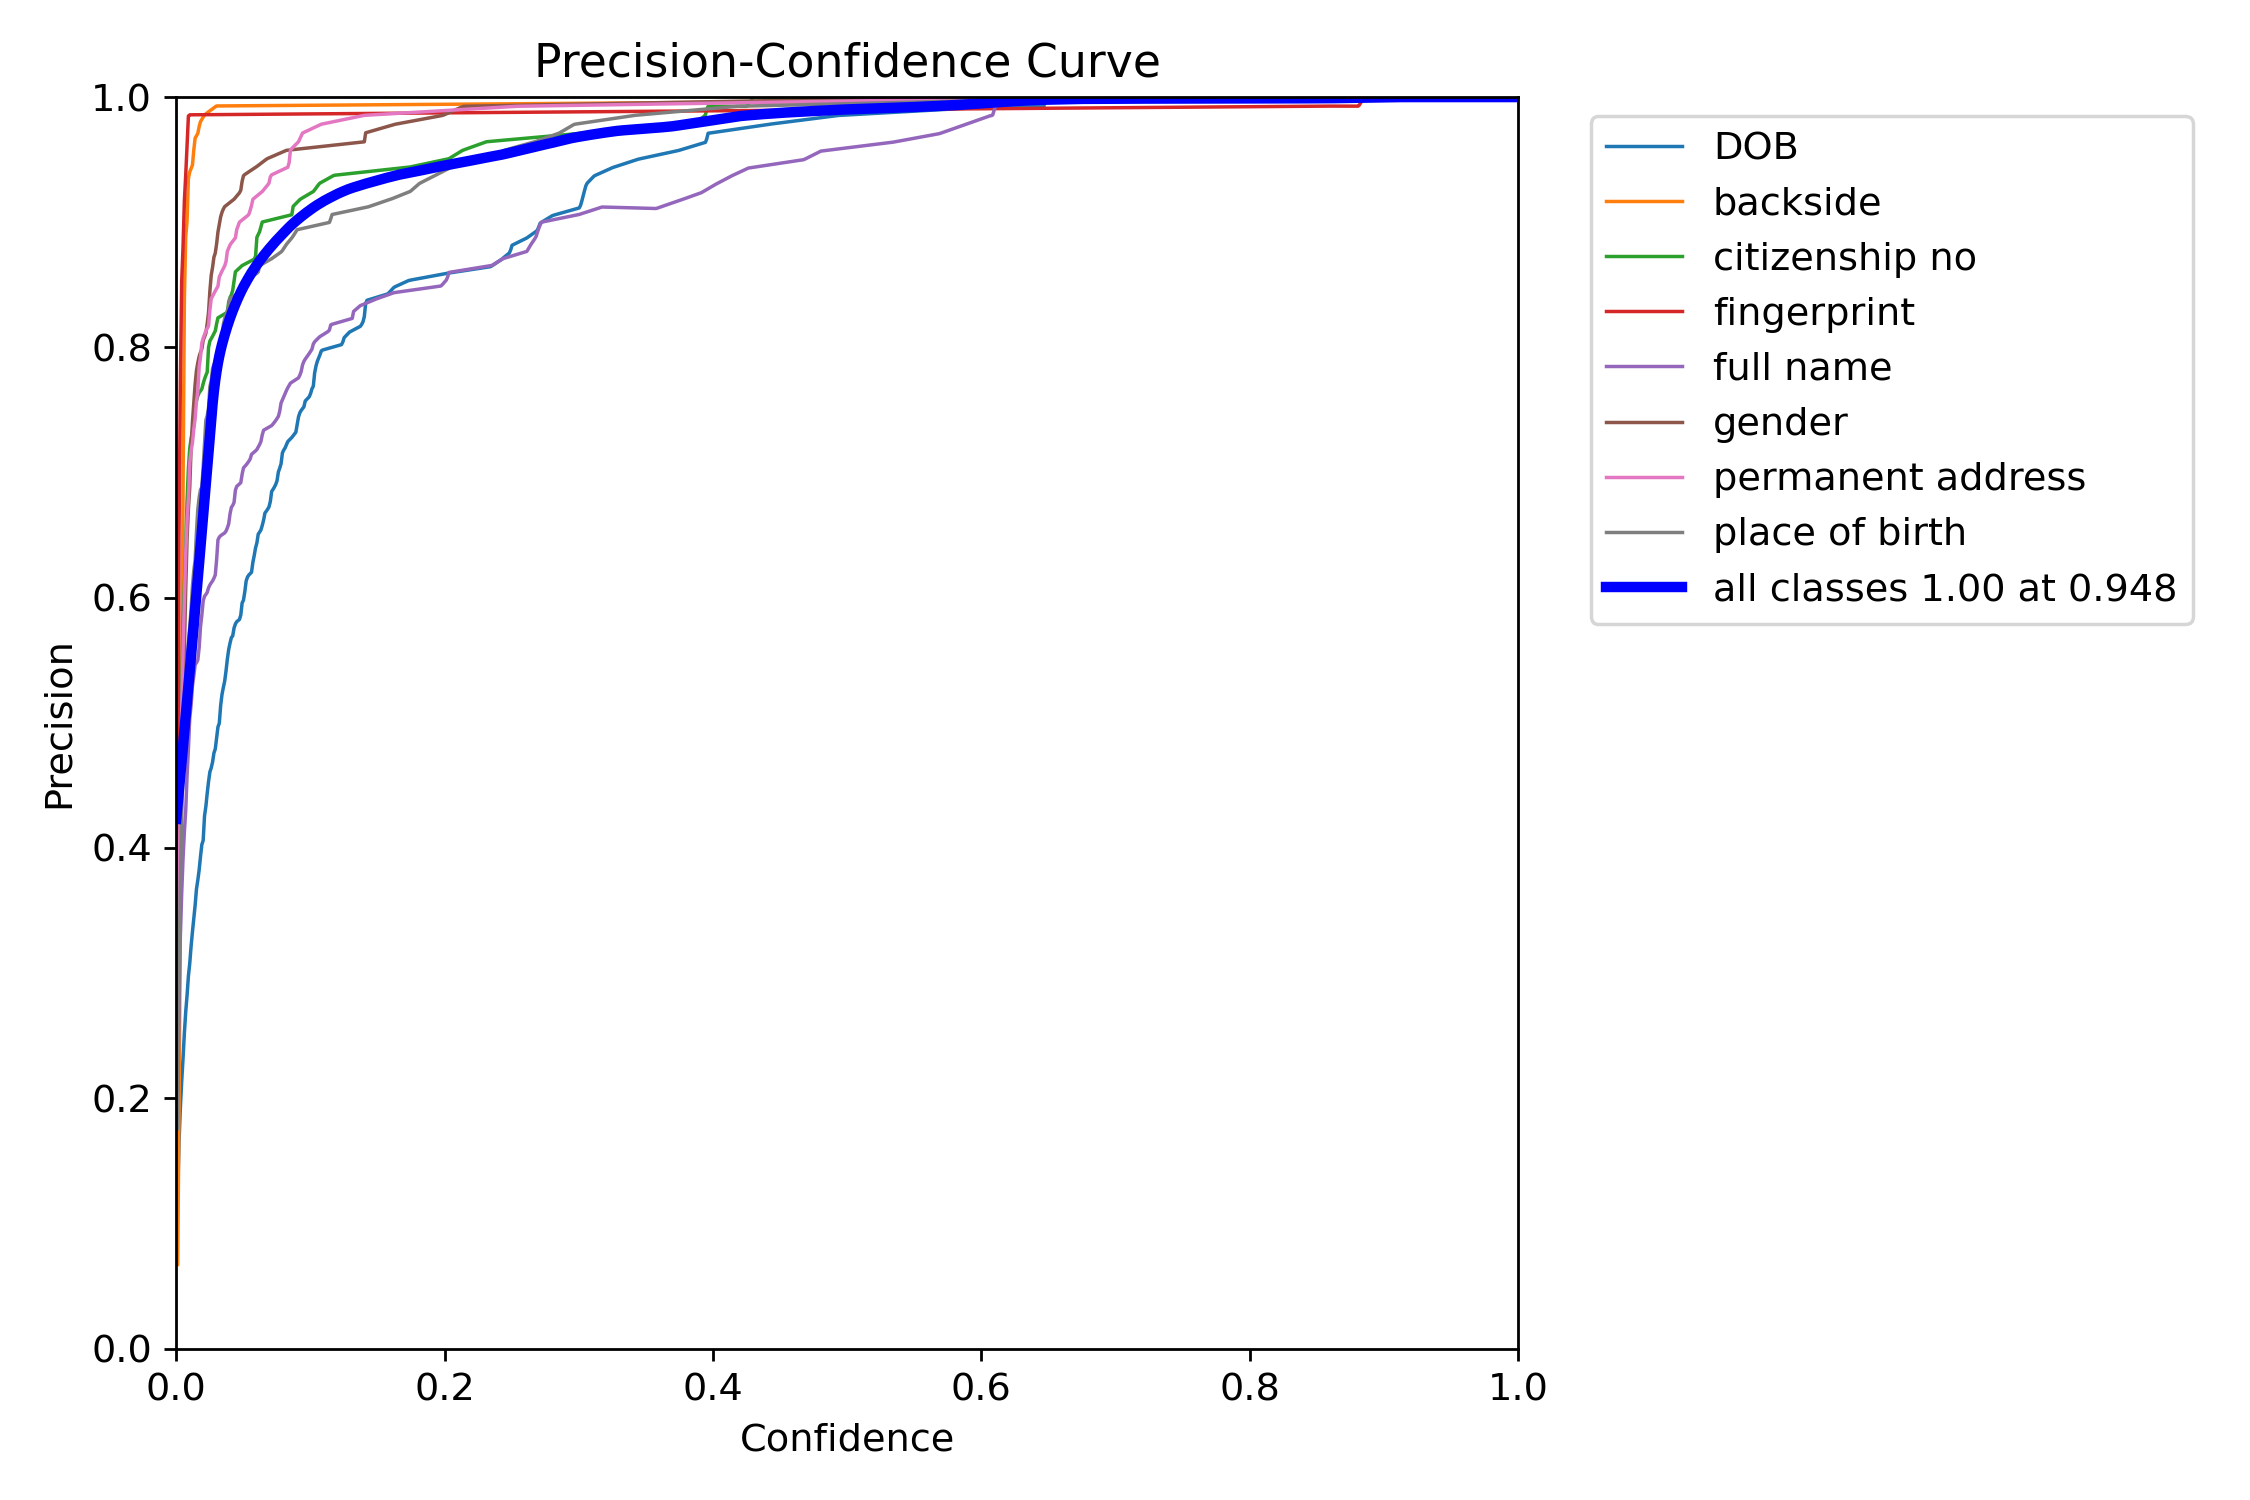 Precision-Confidence Curve
1.0
0.8
0.6
0.4
0.2
0.0
Precision
0.0 0.2 0.4 0.6 0.8 1.0
Confidence
DOB
backside
citizenship no
fingerprint
full name
gender
permanent address
place of birth
all classes 1.00 at 0.948